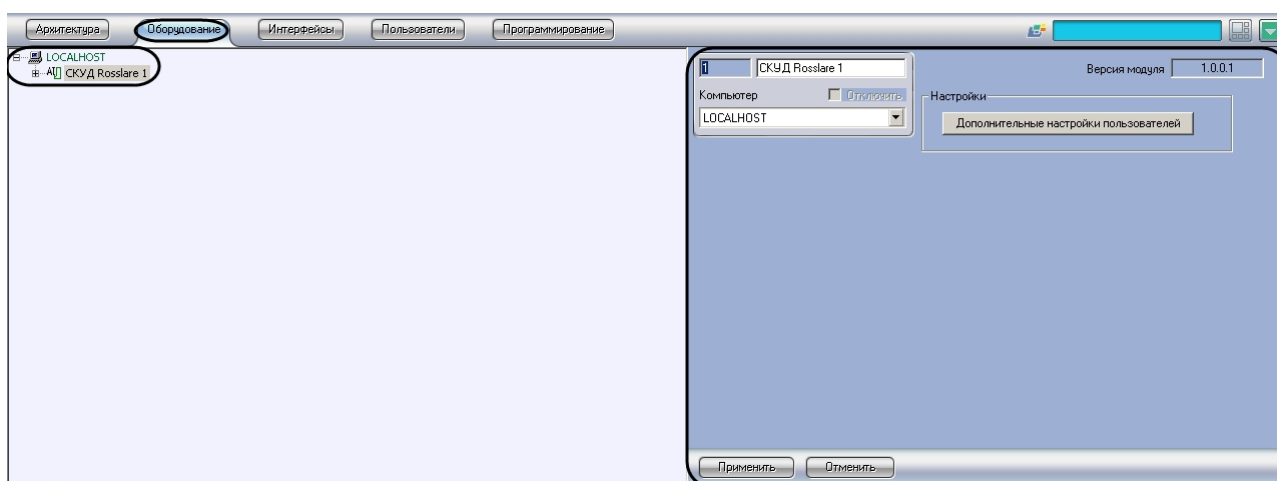 Архитектура Оборудование Интерфейсы Пользователи Программирование
LOCALHOST
СКУД Rosslare 1
1 СКУД Rosslare 1 Версия модуля 1.0.0.1
Компьютер Отключить Настройки
LOCALHOST Дополнительные настройки пользователей
Применить Отменить